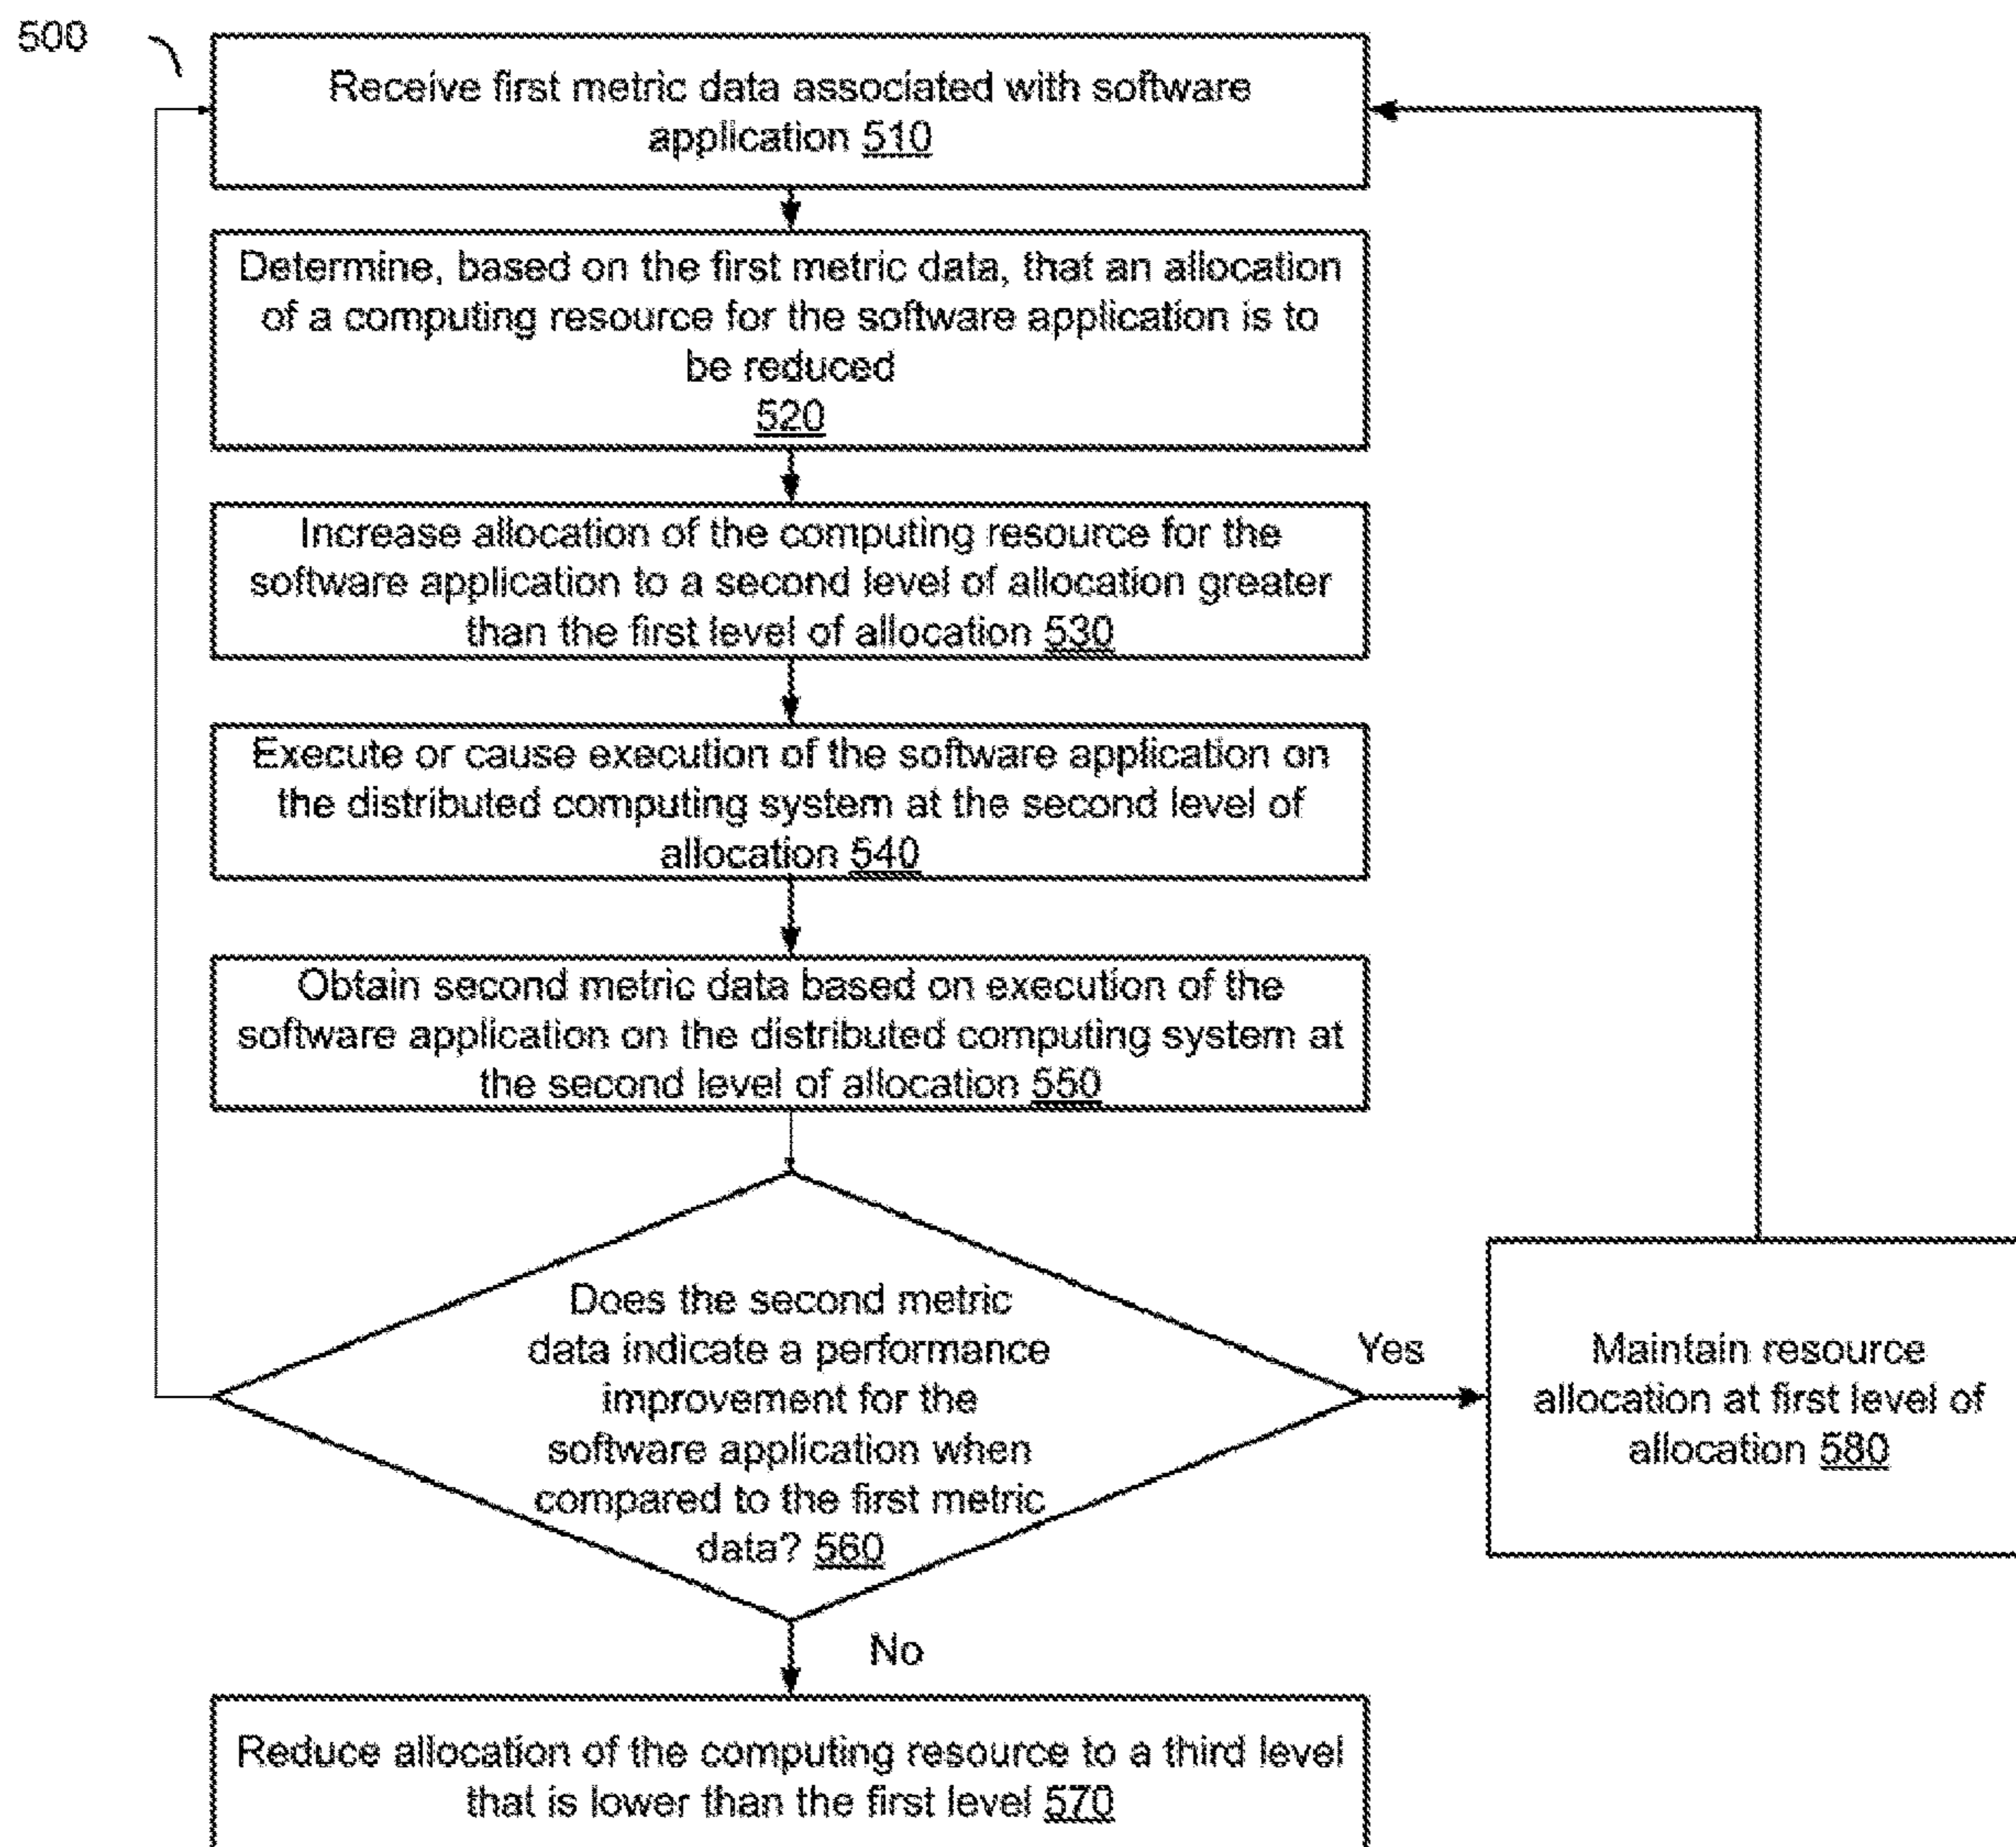 500
Receive first metric data associated with software
application 510
Determine, based on the first metric data, that an allocation
of a computing resource for the software application is to
be reduced
520
Increase allocation of the computing resource for the
software application to a second level of allocation greater
than the first level of allocation 530
Execute or cause execution of the software application on
the distributed computing system at the second level of
allocation 540
Obtain second metric data based on execution of the
software application on the distributed computing system at
the second level of allocation 550
Does the second metric
data indicate a performance
improvement for the
software application when
compared to the first metric
data? 560
Yes
Maintain resource
allocation at first level of
allocation 580
No
Reduce allocation of the computing resource to a third level
that is lower than the first level 570